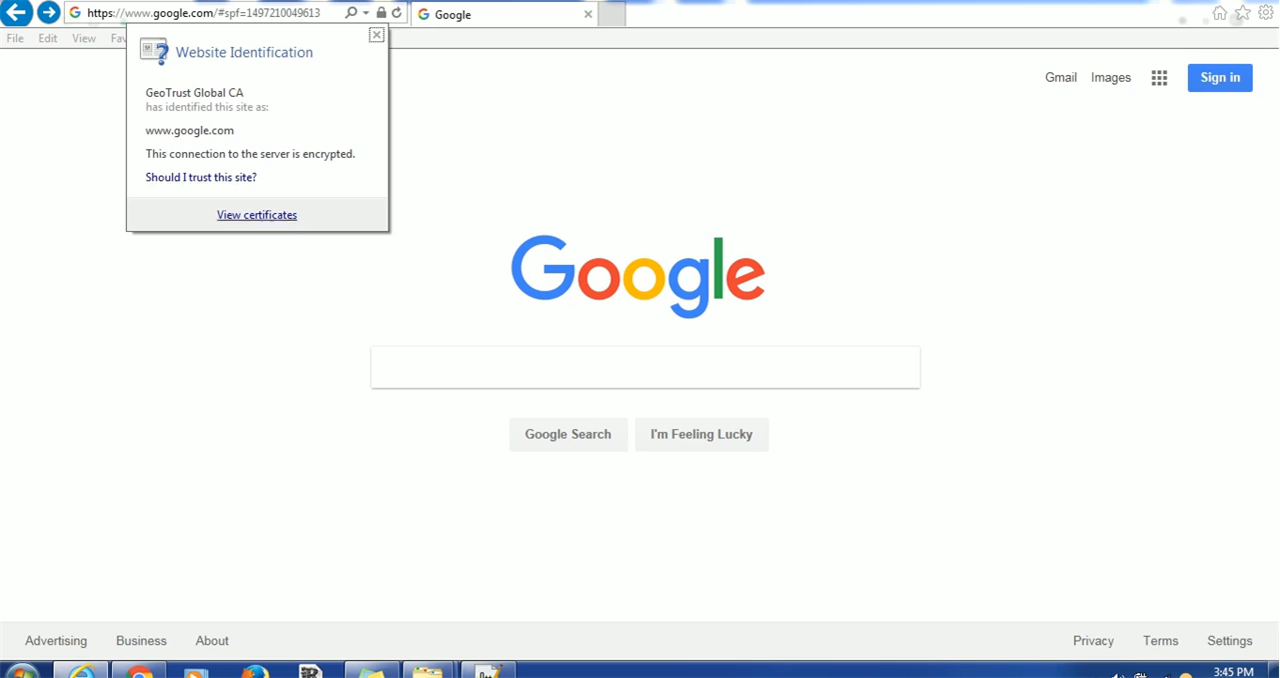 https://www.google.com/#spf=1497210049613
Google
File Edit View Fav
Website Identification
GeoTrust Global CA
has identified this site as:
www.google.com
This connection to the server is encrypted.
Should I trust this site?
View certificates
Gmail Images Sign in
Google
Google Search I'm Feeling Lucky
Advertising Business About Privacy Terms Settings
3:45 PM